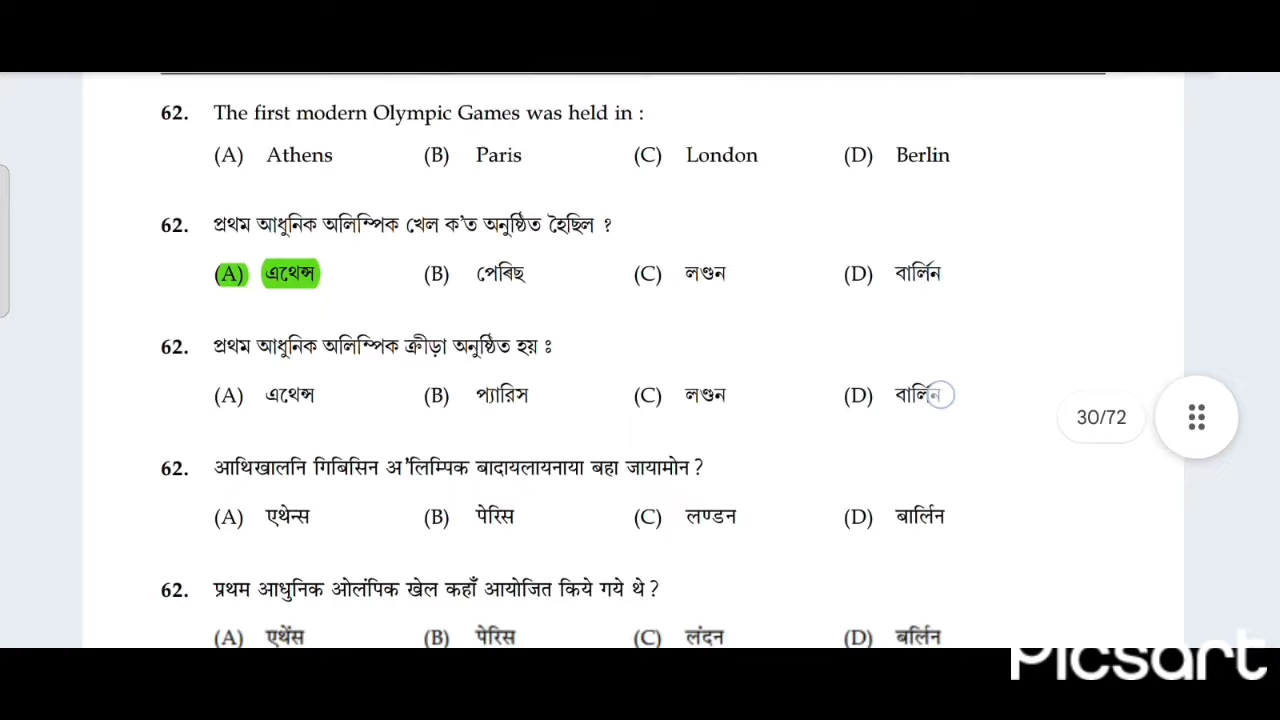 62. The first modern Olympic Games was held in :
(A) Athens (B) Paris (C) London (D) Berlin
62. প্ৰথম আধুনিক অলিম্পিক খেল ক'ত অনুষ্ঠিত হৈছিল ?
(A) এথেন্স (B) পেৰিছ (C) লণ্ডন (D) বাৰ্লিন
62. প্রথম আধুনিক অলিম্পিক ক্রীড়া অনুষ্ঠিত হয় ঃ
(A) এথেন্স (B) প্যারিস (C) লণ্ডন (D) বার্লিন
30/72
62. आथिखालनि गिबिसिन अ'लिम्पिक बादायलायनाया बहा जायामोन ?
(A) एथेन्स (B) पेरिस (C) लण्डन (D) बार्लिन
62. प्रथम आधुनिक ओलंपिक खेल कहाँ आयोजित किये गये थे ?
(A) एथेंस (B) पेरिस (C) लंदन (D) बर्लिन
Picsart